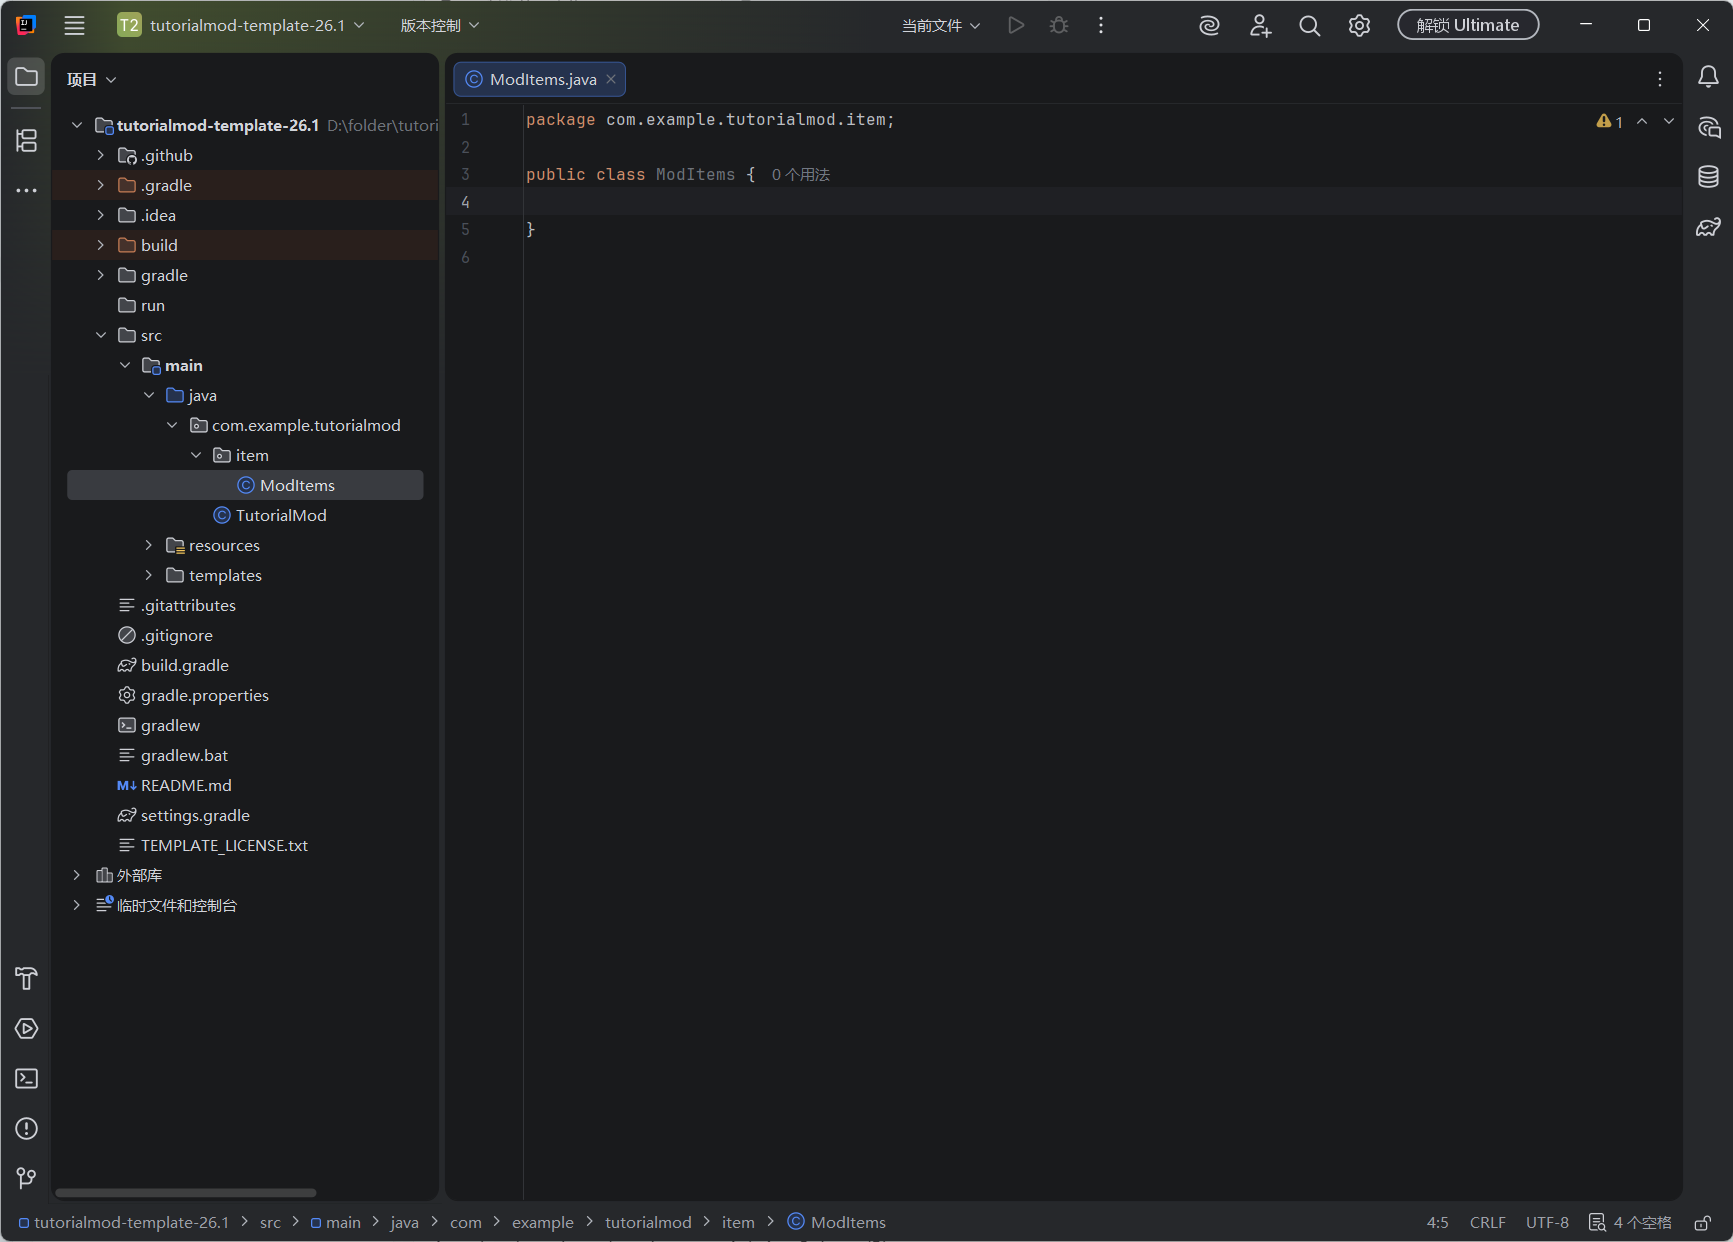 T2 tutorialmod-template-26.1 版本控制 当前文件 解锁 Ultimate
项目
tutorialmod-template-26.1 D:\folder\tutori
.github
.gradle
.idea
build
gradle
run
src
main
java
com.example.tutorialmod
item
ModItems
TutorialMod
resources
templates
.gitattributes
.gitignore
build.gradle
gradle.properties
gradlew
gradlew.bat
M↓ README.md
settings.gradle
TEMPLATE_LICENSE.txt
外部库
临时文件和控制台
ModItems.java
1 package com.example.tutorialmod.item;
1
2
3 public class ModItems { 0个用法
4
5 }
6
tutorialmod-template-26.1 > src > main > java > com > example > tutorialmod > item > ModItems
4:5 CRLF UTF-8 4 个空格